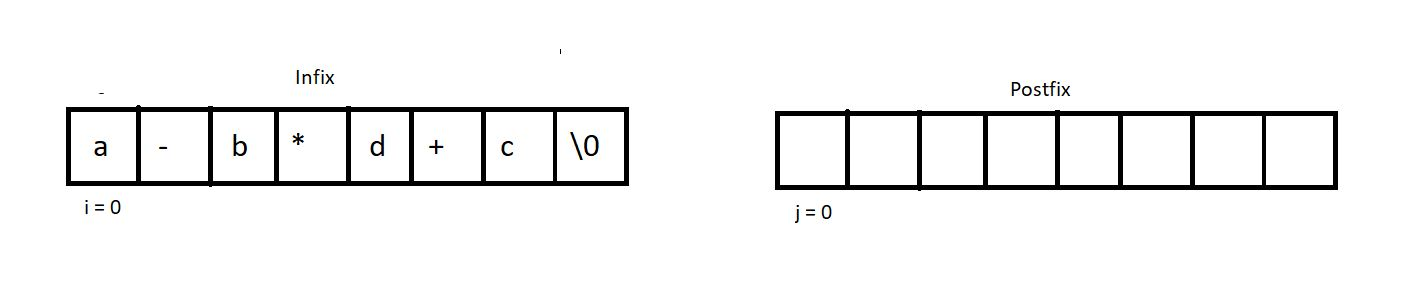 Infix
Postfix
a - b * d + c \0
i = 0
j = 0